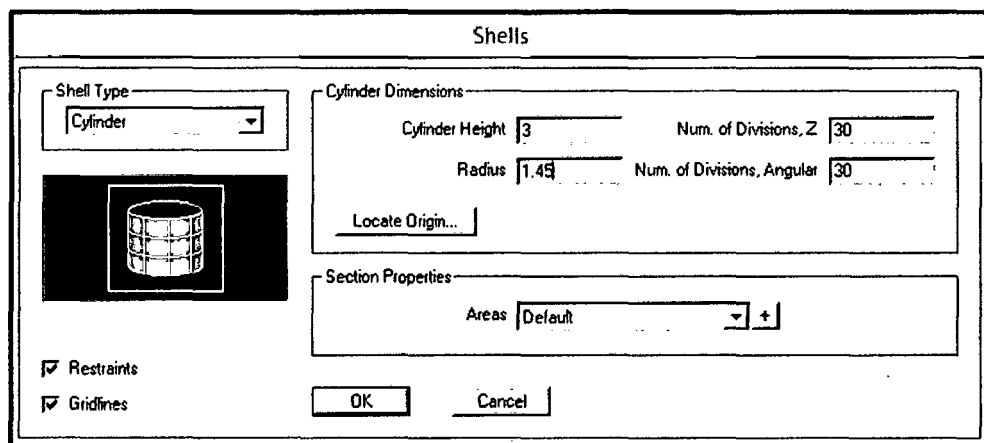 Shells
Shell Type
Cylinder
Cylinder Dimensions
Cylinder Height 3 Num. of Divisions, Z 30
Radius 1.45 Num. of Divisions, Angular 30
Locate Origin...
Section Properties
Areas Default +
Restraints
Gridlines
OK Cancel